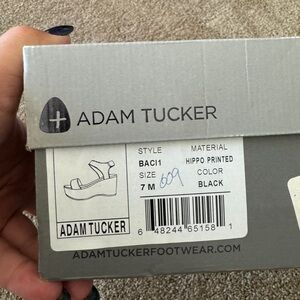 ADAM TUCKER
STYLE MATERIAL
BACI1 HIPPO PRINTED
SIZE COLOR
7 M 609 BLACK
ADAM TUCKER
6 48244 65158 1
ADAMTUCKERFOOTWEAR.COM